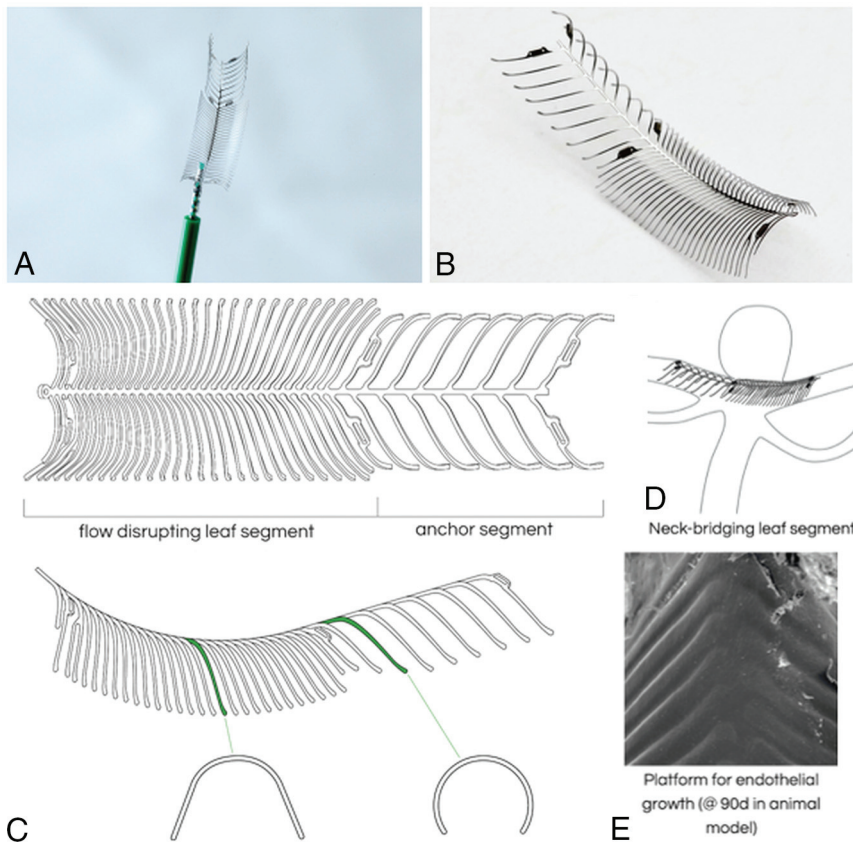 A
B
flow disrupting leaf segment
anchor segment
D
Neck-bridging leaf segment
C
Platform for endothelial
growth (@ 90d in animal
model)
E